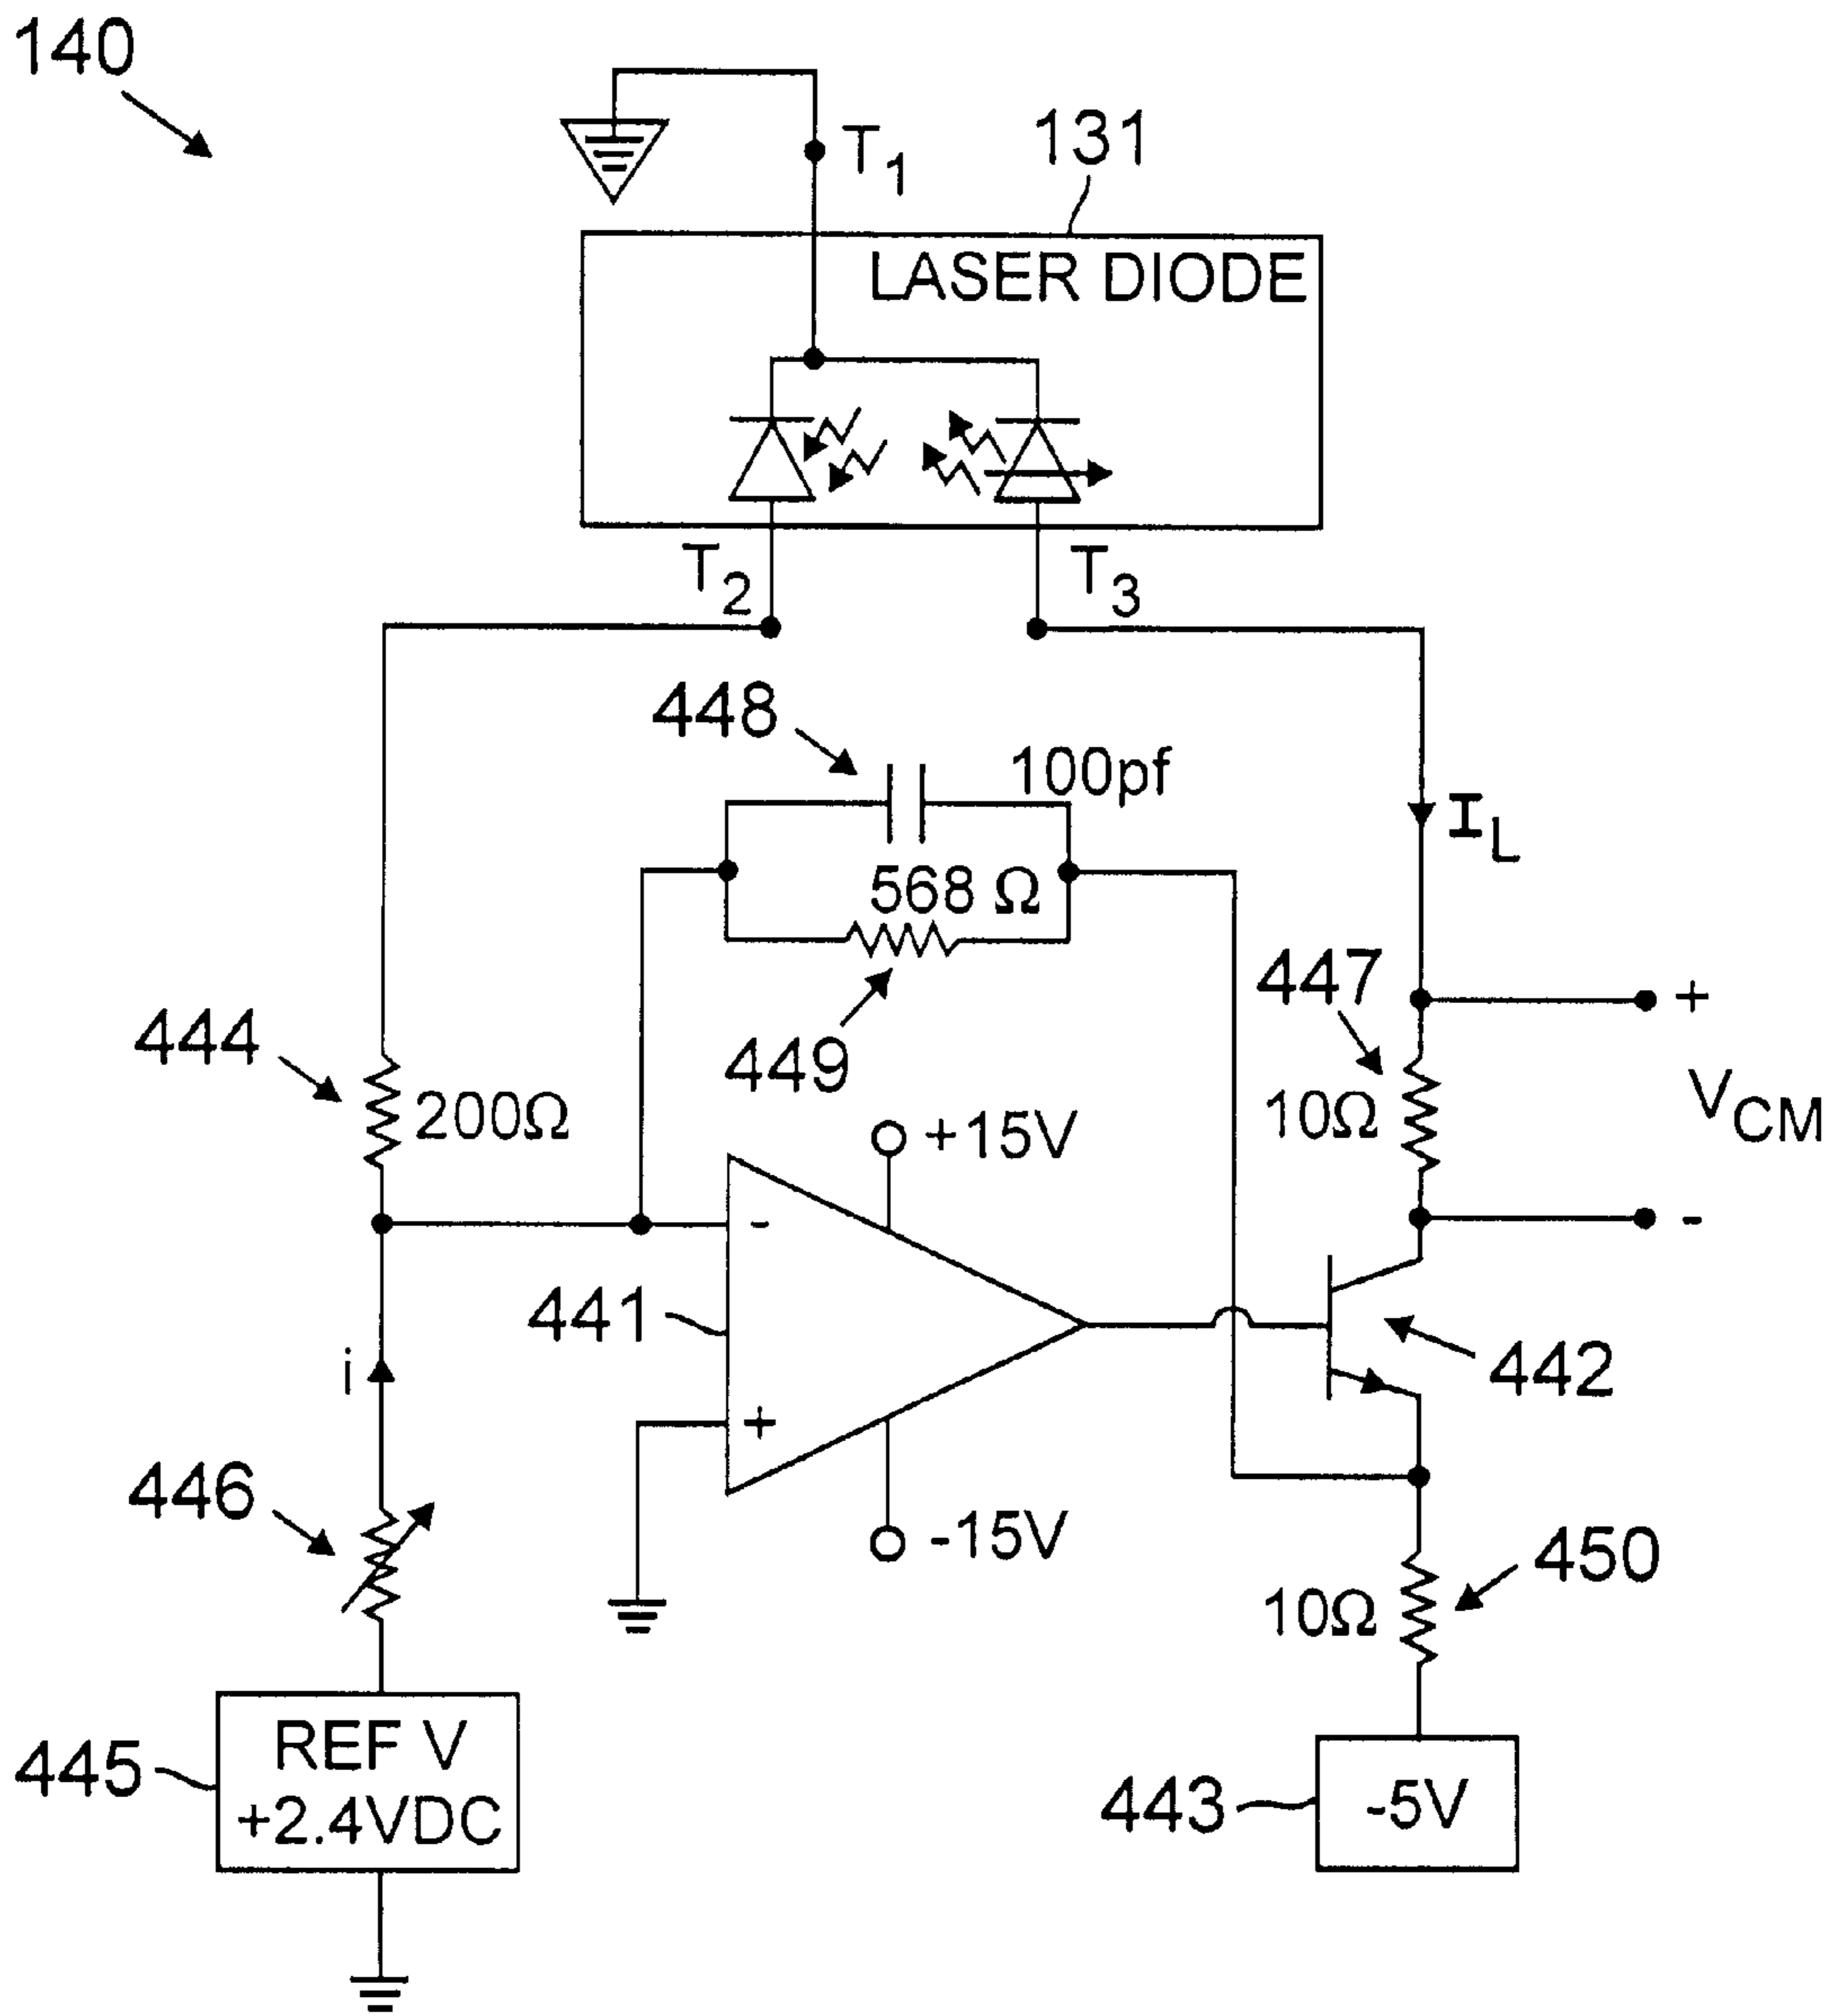 140
T1
131
LASER DIODE
T2
T3
448
100pf
IL
568 Ω
449
447
+
10Ω
VCM
-
444
200Ω
+15V
-
441
+
-15V
442
i
446
450
10Ω
445
REF V
+2.4VDC
443
-5V